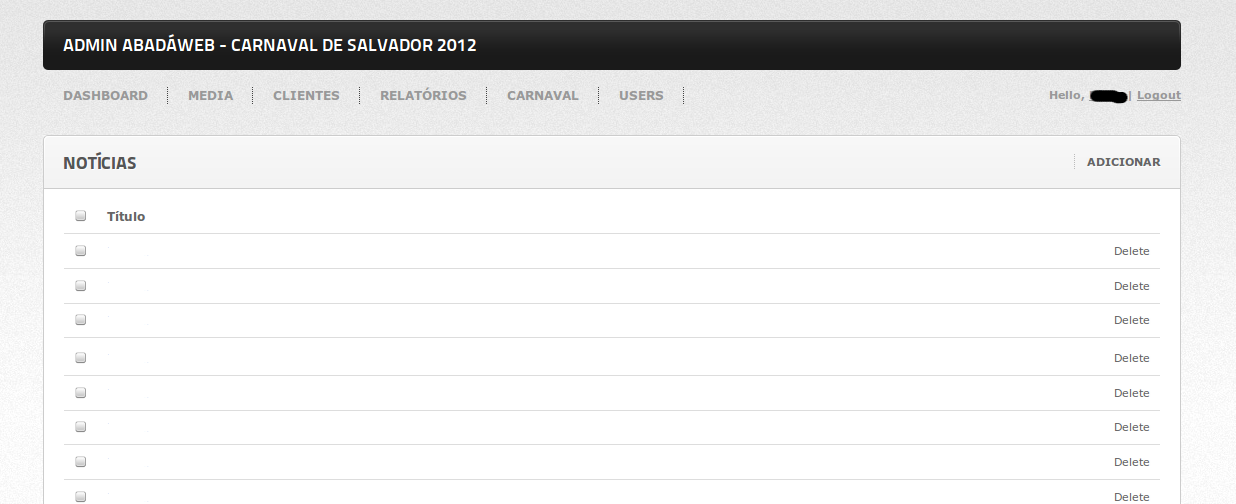 ADMIN ABADÁWEB - CARNAVAL DE SALVADOR 2012
DASHBOARD MEDIA CLIENTES RELATÓRIOS CARNAVAL USERS Hello, | Logout
NOTÍCIAS ADICIONAR
Título
Delete
Delete
Delete
Delete
Delete
Delete
Delete
Delete